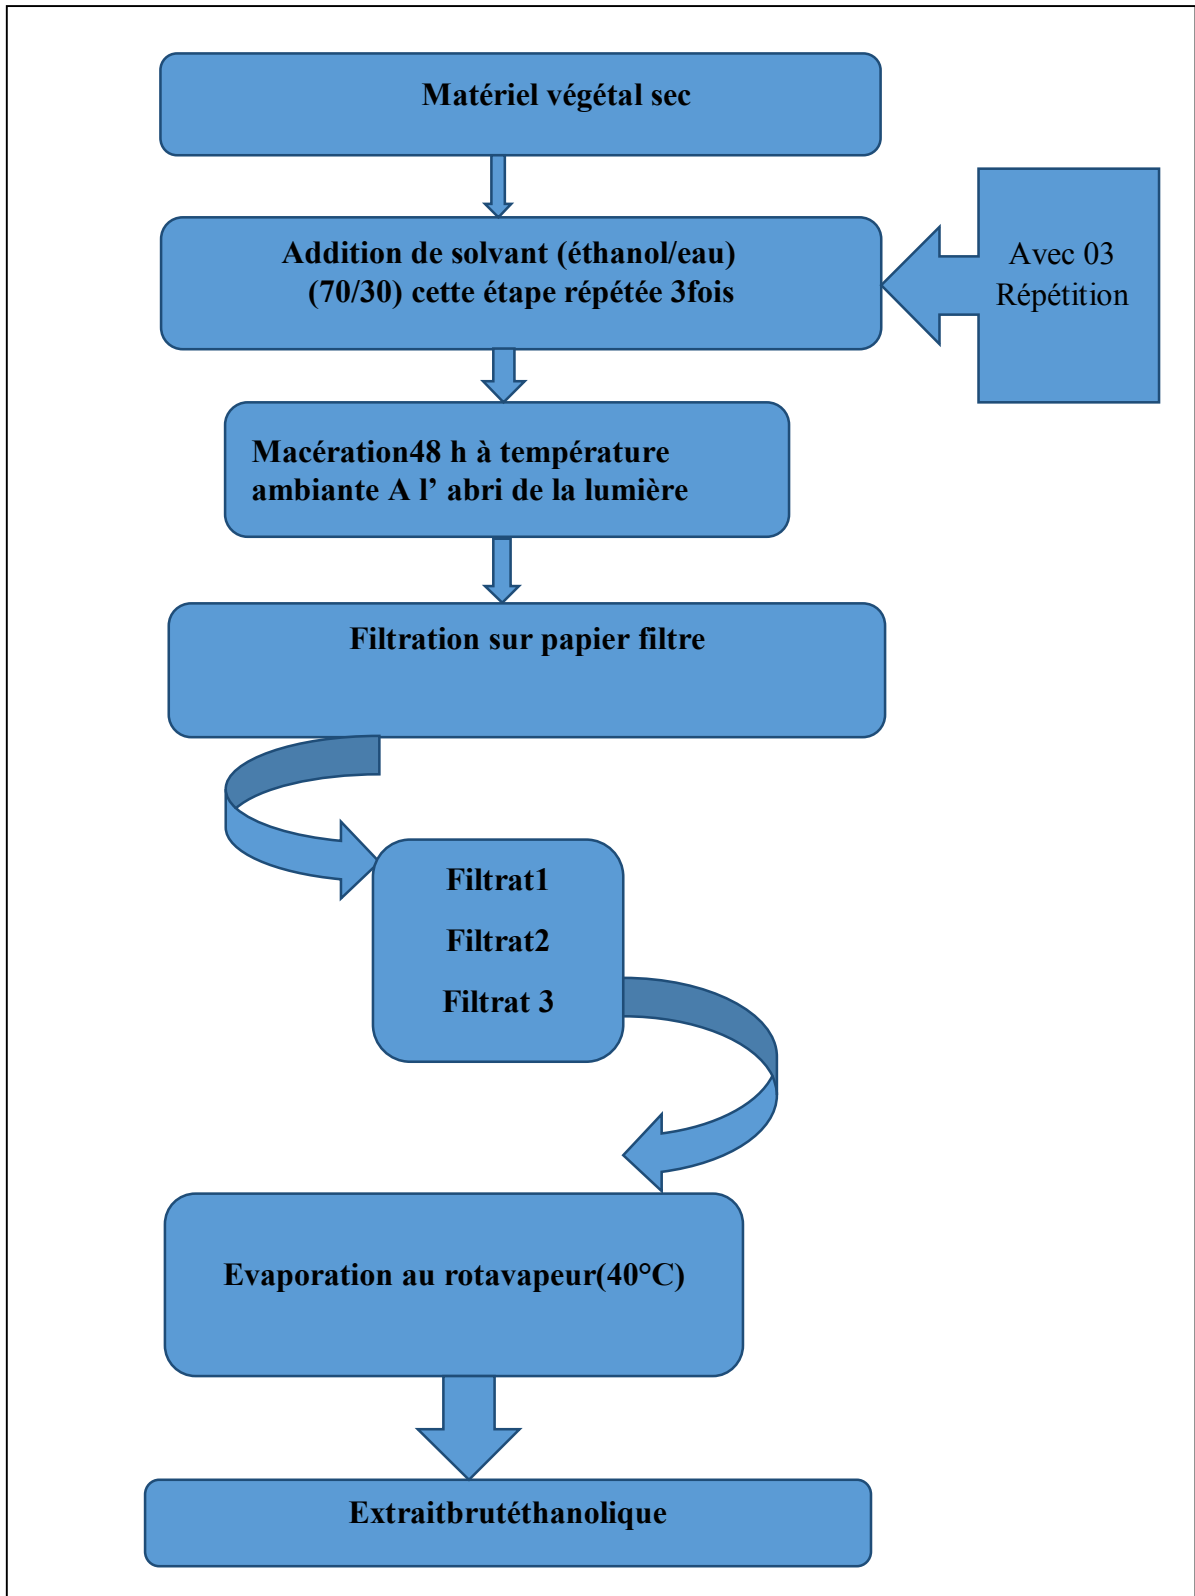 Matériel végétal sec
Addition de solvant (éthanol/eau)
(70/30) cette étape répétée 3fois
Avec 03
Répétition
Macération48 h à température
ambiante A l’ abri de la lumière
Filtration sur papier filtre
Filtrat1
Filtrat2
Filtrat 3
Evaporation au rotavapeur(40°C)
Extraitbrutéthanolique